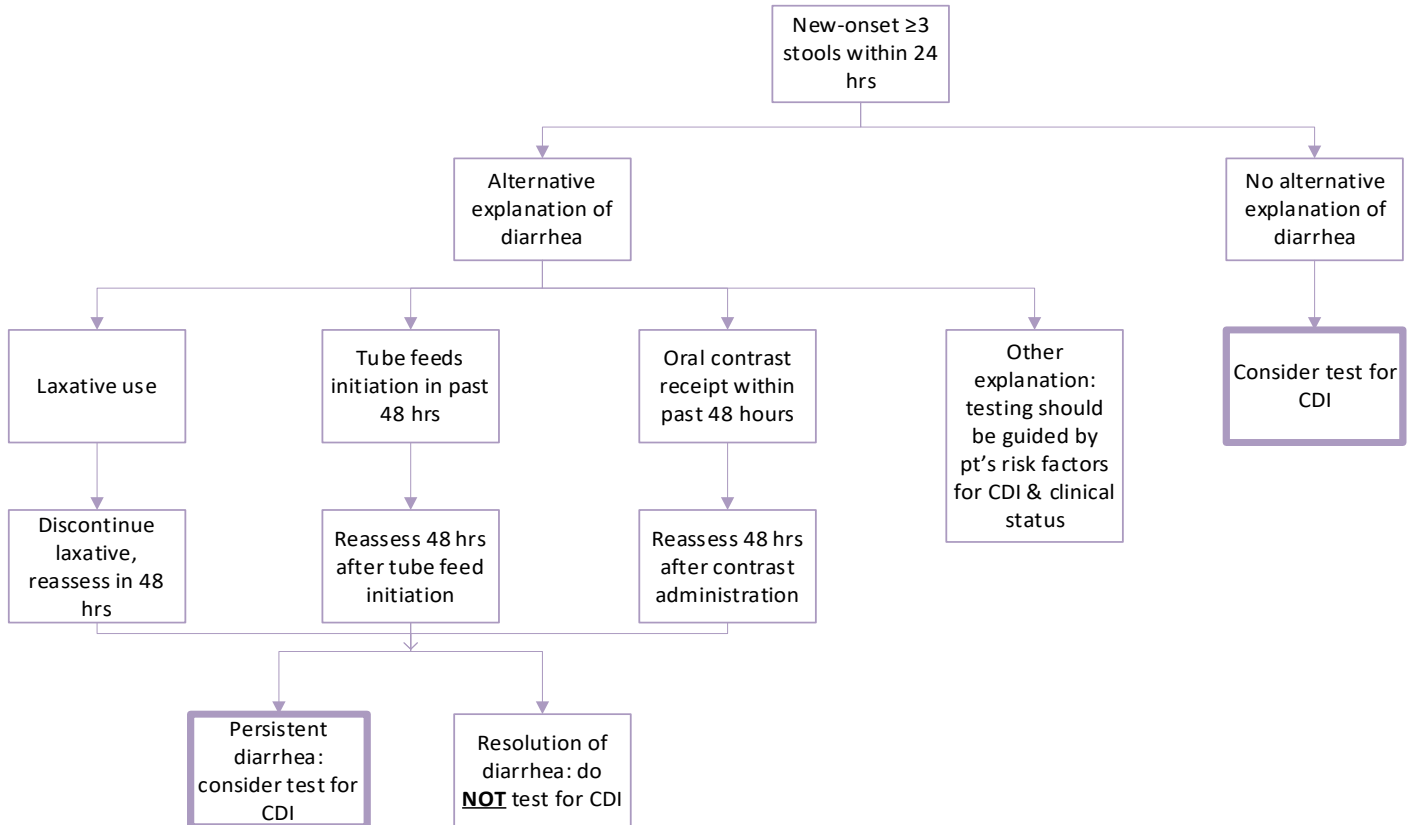 New-onset ≥3
stools within 24
hrs
Alternative
explanation of
diarrhea
No alternative
explanation of
diarrhea
Laxative use
Tube feeds
initiation in past
48 hrs
Oral contrast
receipt within
past 48 hours
Other
explanation:
testing should
be guided by
pt’s risk factors
for CDI & clinical
status
Consider test for
CDI
Discontinue
laxative,
reassess in 48
hrs
Reassess 48 hrs
after tube feed
initiation
Reassess 48 hrs
after contrast
administration
Persistent
diarrhea:
consider test for
CDI
Resolution of
diarrhea: do
NOT test for CDI